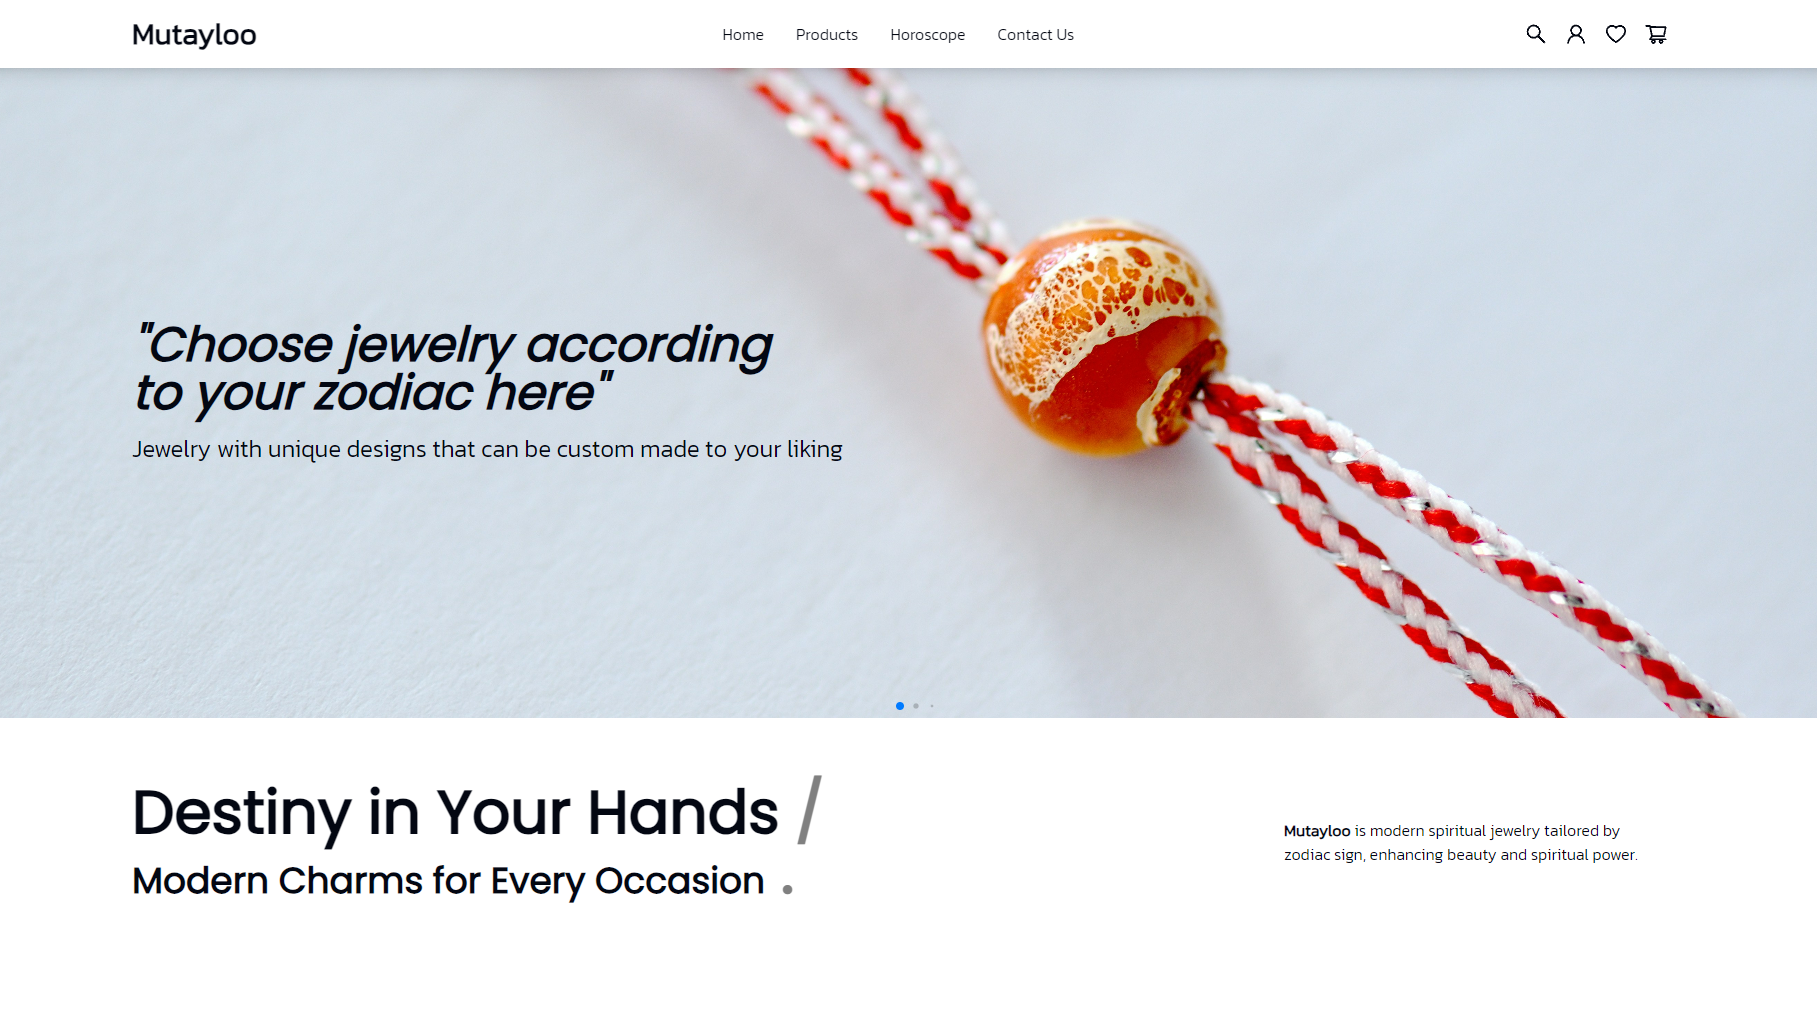 Mutayloo
Home
Products
Horoscope
Contact Us
"Choose jewelry according
to your zodiac here"
Jewelry with unique designs that can be custom made to your liking
Destiny in Your Hands /
Modern Charms for Every Occasion .
Mutayloo is modern spiritual jewelry tailored by
zodiac sign, enhancing beauty and spiritual power.